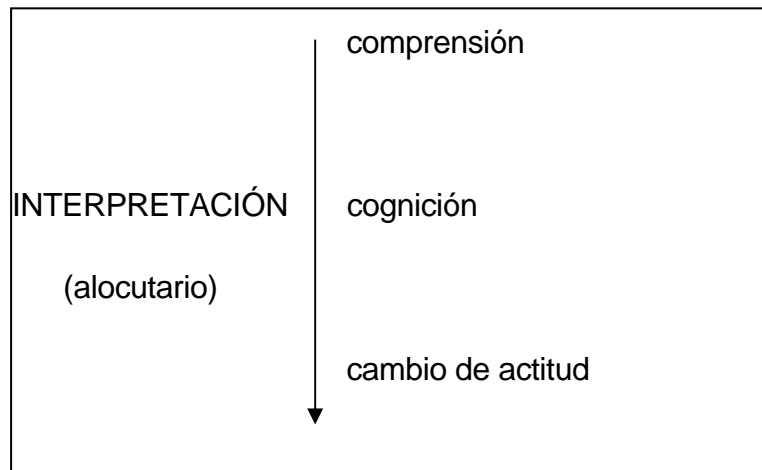 comprensión
INTERPRETACIÓN
cognición
(alocutario)
cambio de actitud